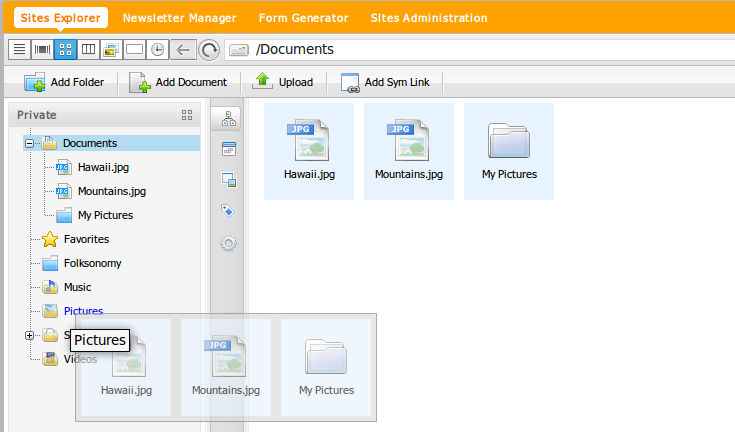 Sites Explorer Newsletter Manager Form Generator Sites Administration
/Documents
Add Folder Add Document Upload Add Sym Link
Private
Documents
Hawaii.jpg
Mountains.jpg
My Pictures
Favorites
Folksonomy
Music
Pictures
S
Videos
JPG JPG
Hawaii.jpg Mountains.jpg My Pictures
Pictures
JPG
Hawaii.jpg Mountains.jpg My Pictures